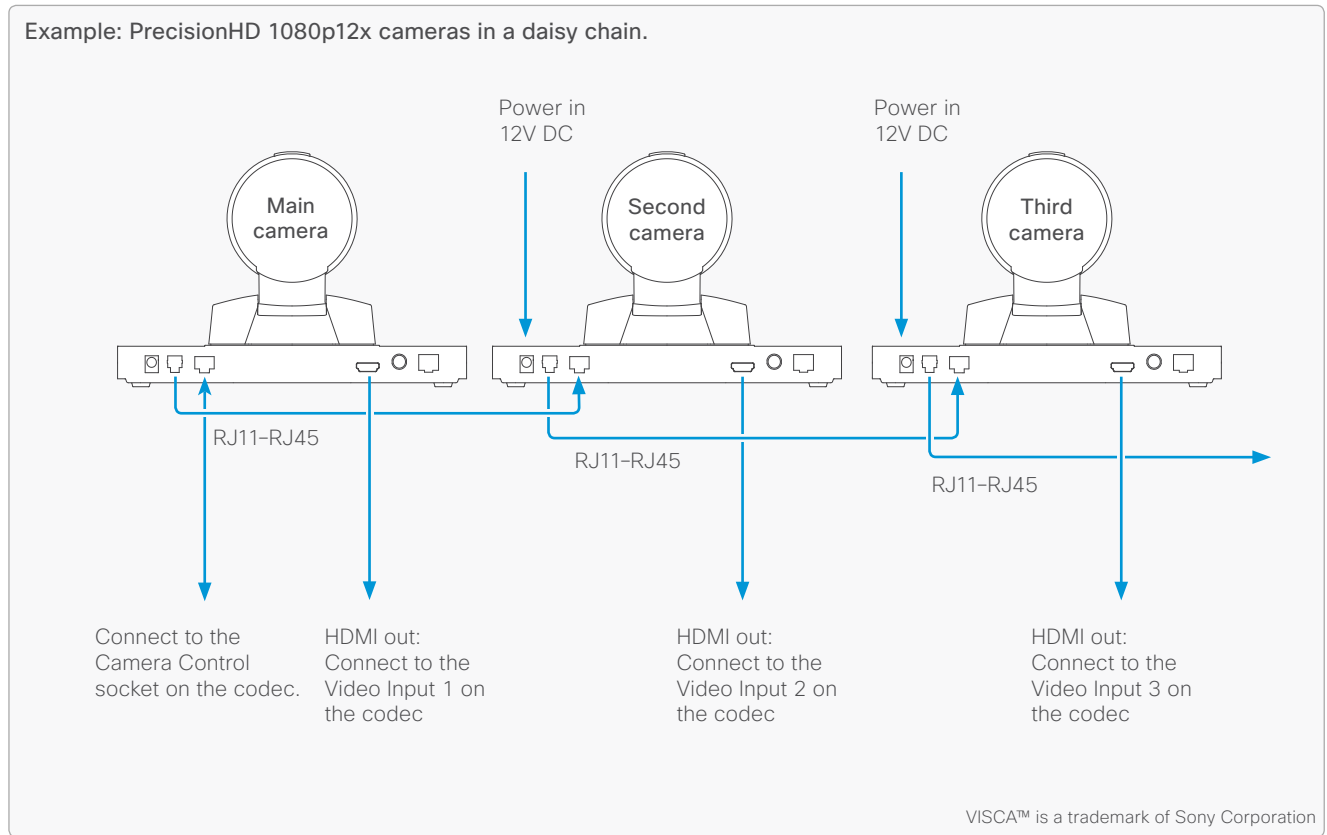 Example: PrecisionHD 1080p12x cameras in a daisy chain.
Power in
12V DC
Power in
12V DC
Main
camera
Second
camera
Third
camera
RJ11–RJ45
RJ11–RJ45
RJ11–RJ45
Connect to the
Camera Control
socket on the codec.
HDMI out:
Connect to the
Video Input 1 on
the codec
HDMI out:
Connect to the
Video Input 2 on
the codec
HDMI out:
Connect to the
Video Input 3 on
the codec
VISCA™ is a trademark of Sony Corporation